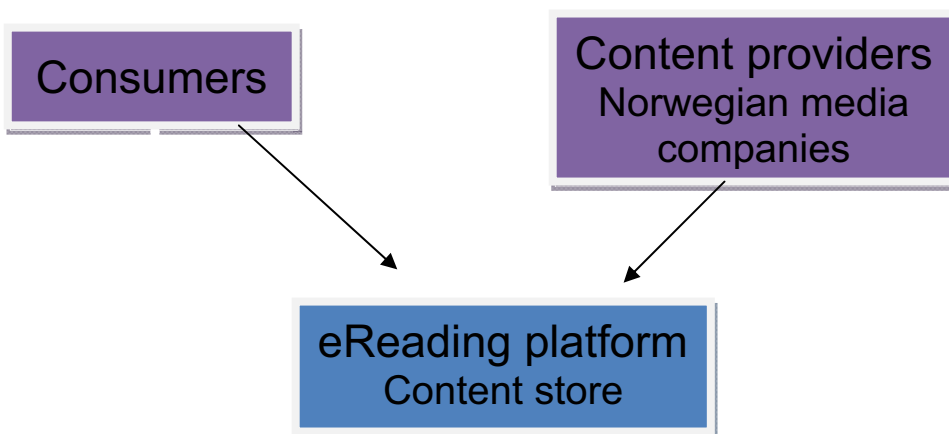 Consumers
Content providers
Norwegian media
companies
eReading platform
Content store